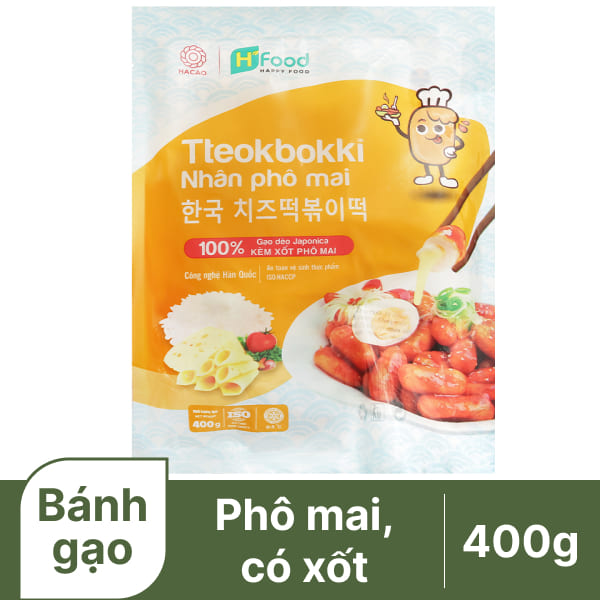 HACAO
H Food
HAPPY FOOD
Tteokbokki
Nhân phô mai
한국 치즈떡볶이떡
100% Gạo dẻo Japonica
KÈM XỐT PHÔ MAI
Công nghệ Hàn Quốc
An toàn vệ sinh thực phẩm
ISO-HACCP
400g
ISO
Bánh gạo
Phô mai,
có xốt
400g